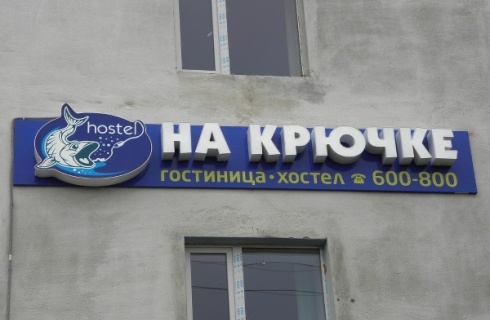 hostel
НА КРЮЧКЕ
гостиница · хостел ☎ 600-800